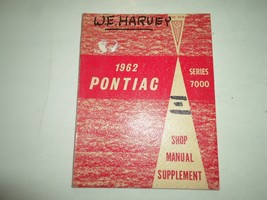 W.E. HARVEY
1962
PONTIAC
SERIES
7000
SHOP
MANUAL
SUPPLEMENT